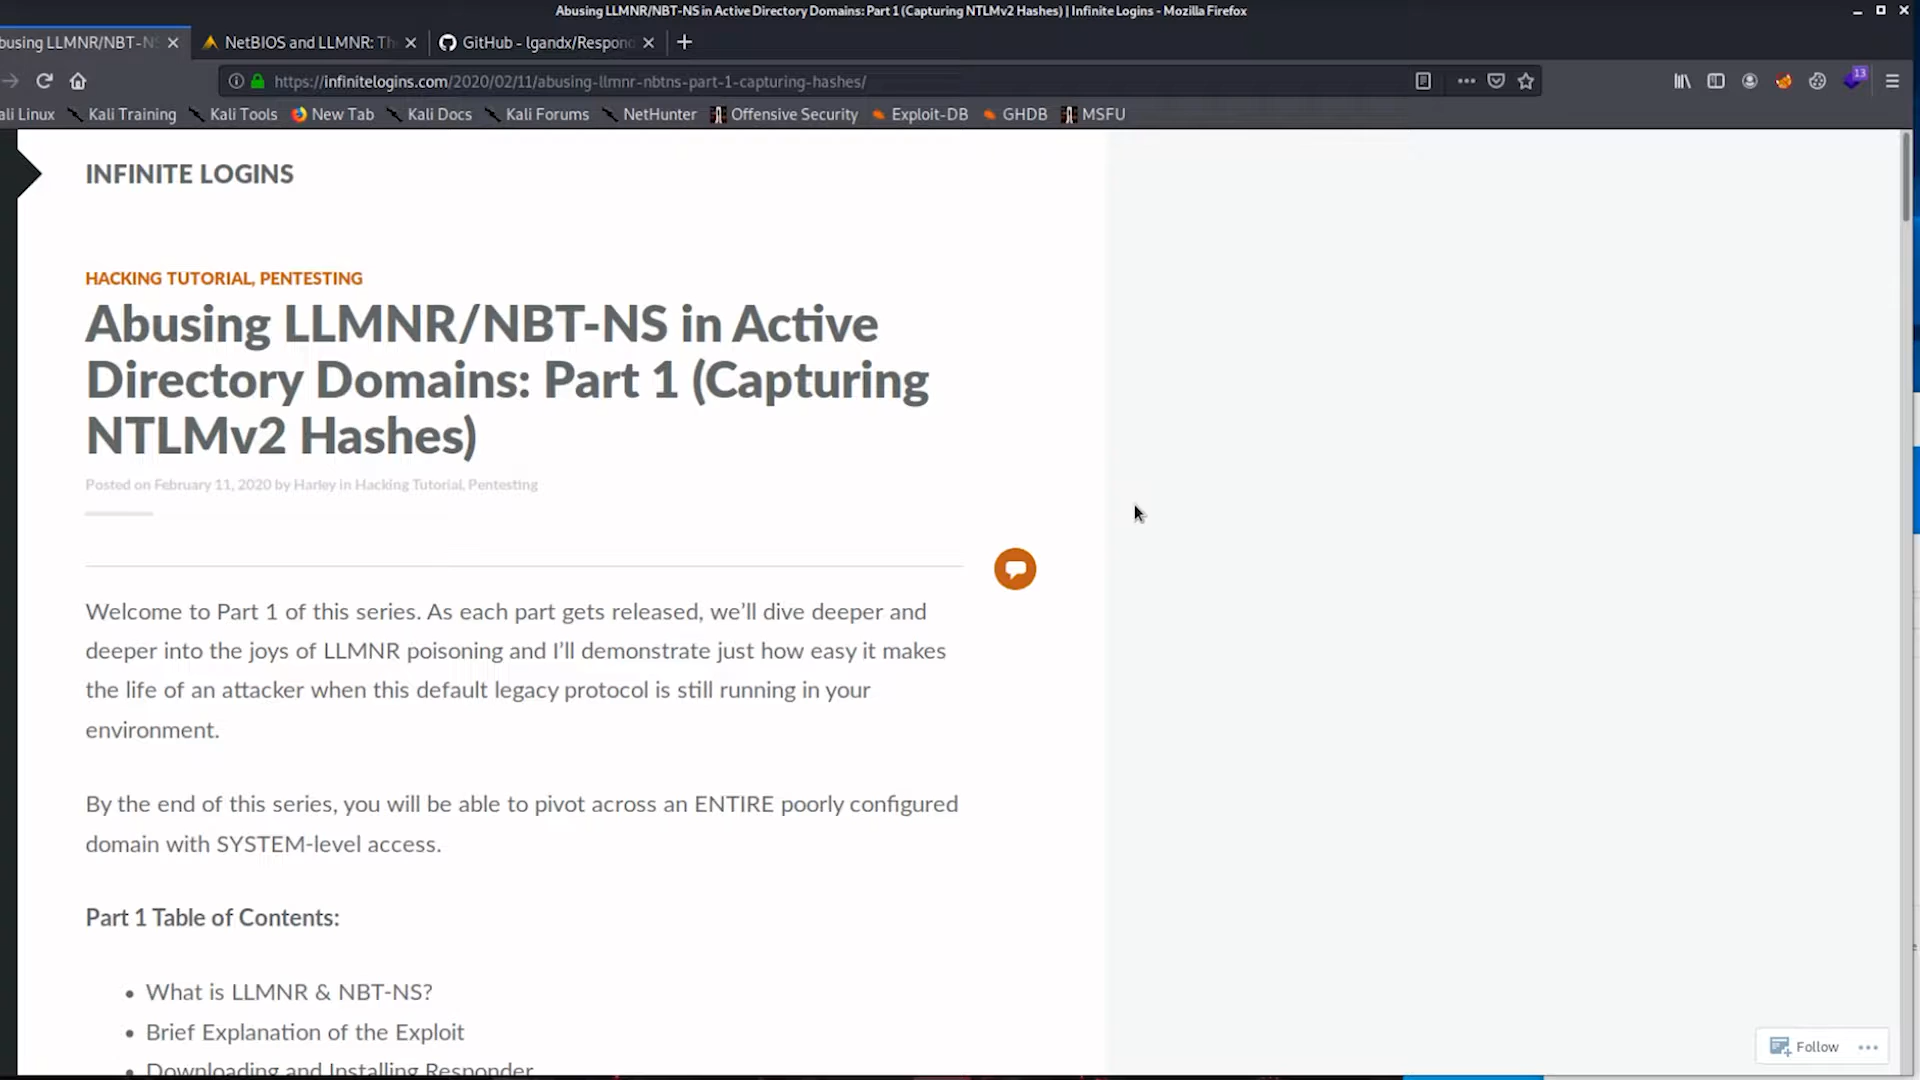 Abusing LLMNR/NBT-NS in Active Directory Domains: Part 1 (Capturing NTLMv2 Hashes) | Infinite Logins - Mozilla Firefox
busing LLMNR/NBT-NS
NetBIOS and LLMNR: Th
GitHub - lgandx/Respond
https://infinitelogins.com/2020/02/11/abusing-llmnr-nbtns-part-1-capturing-hashes/
13
ali Linux
Kali Training
Kali Tools
New Tab
Kali Docs
Kali Forums
NetHunter
Offensive Security
Exploit-DB
GHDB
MSFU
INFINITE LOGINS
HACKING TUTORIAL, PENTESTING
Abusing LLMNR/NBT-NS in Active
Directory Domains: Part 1 (Capturing
NTLMv2 Hashes)
Posted on February 11, 2020 by Harley in Hacking Tutorial, Pentesting
Welcome to Part 1 of this series. As each part gets released, we’ll dive deeper and
deeper into the joys of LLMNR poisoning and I’ll demonstrate just how easy it makes
the life of an attacker when this default legacy protocol is still running in your
environment.
By the end of this series, you will be able to pivot across an ENTIRE poorly configured
domain with SYSTEM-level access.
Part 1 Table of Contents:
• What is LLMNR & NBT-NS?
• Brief Explanation of the Exploit
• Downloading and Installing Responder
Follow